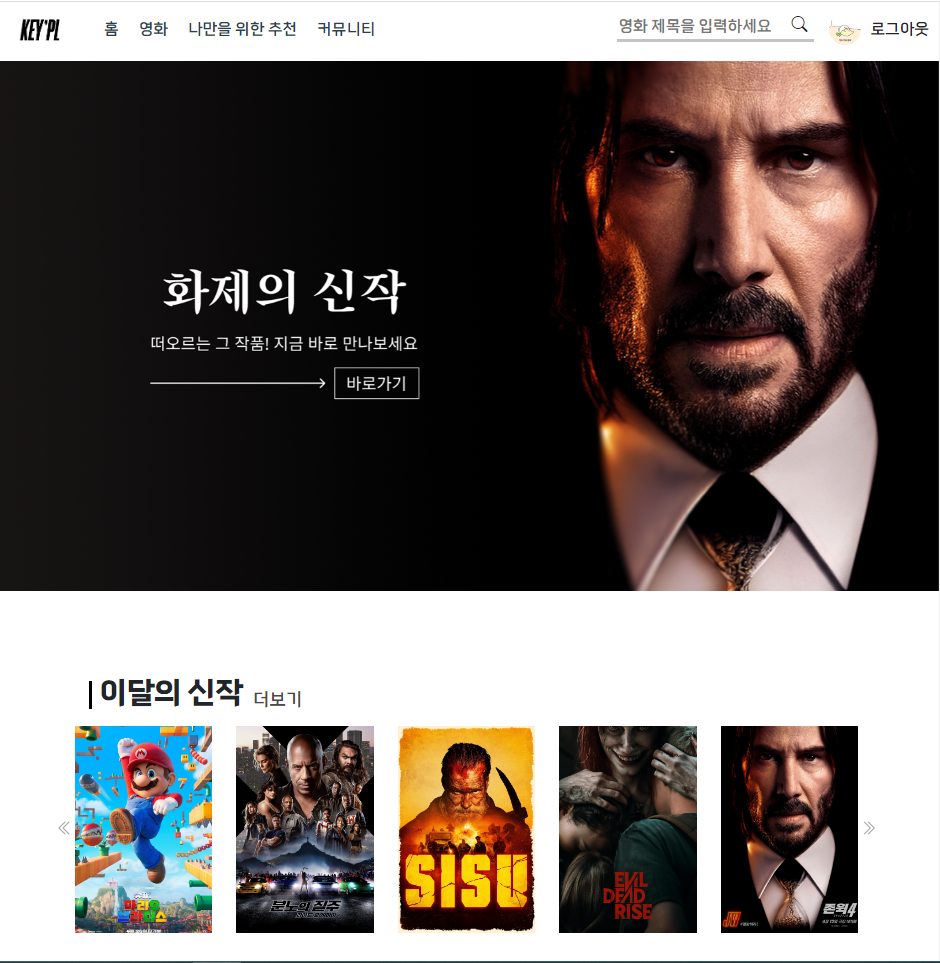 KEY'PL
홈 영화 나만을 위한 추천 커뮤니티
영화 제목을 입력하세요
로그아웃
화제의 신작
떠오르는 그 작품! 지금 바로 만나보세요
바로가기
이달의 신작 더보기
마리오
브라더스
분노의 질주
SISU
EVIL
DEAD
RISE
JW
존 윅 4